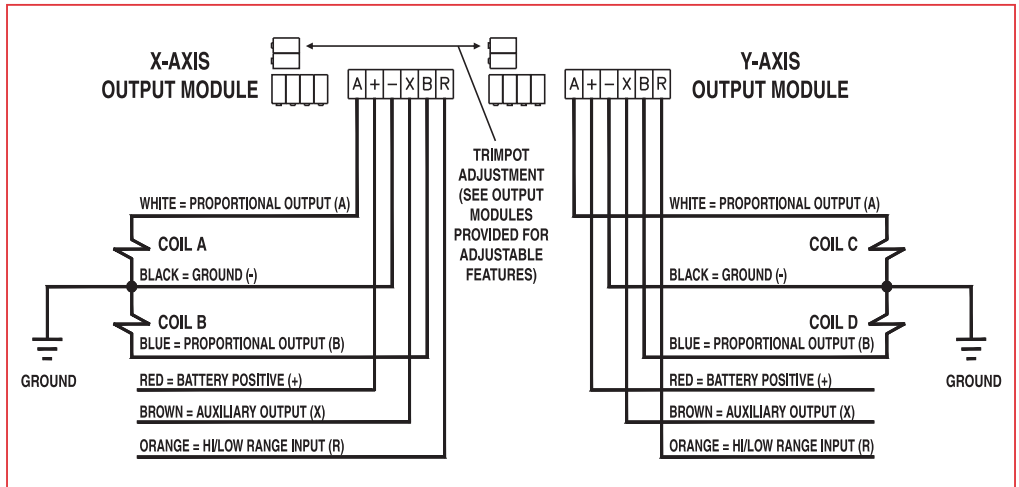 X-AXIS
OUTPUT MODULE
A + – X B R
A + – X B R
Y-AXIS
OUTPUT MODULE
TRIMPOT
ADJUSTMENT
(SEE OUTPUT
MODULES
PROVIDED FOR
ADJUSTABLE
FEATURES)
WHITE = PROPORTIONAL OUTPUT (A)
COIL A
BLACK = GROUND (-)
COIL B
BLUE = PROPORTIONAL OUTPUT (B)
GROUND
RED = BATTERY POSITIVE (+)
BROWN = AUXILIARY OUTPUT (X)
ORANGE = HI/LOW RANGE INPUT (R)
WHITE = PROPORTIONAL OUTPUT (A)
COIL C
BLACK = GROUND (-)
COIL D
BLUE = PROPORTIONAL OUTPUT (B)
GROUND
RED = BATTERY POSITIVE (+)
BROWN = AUXILIARY OUTPUT (X)
ORANGE = HI/LOW RANGE INPUT (R)